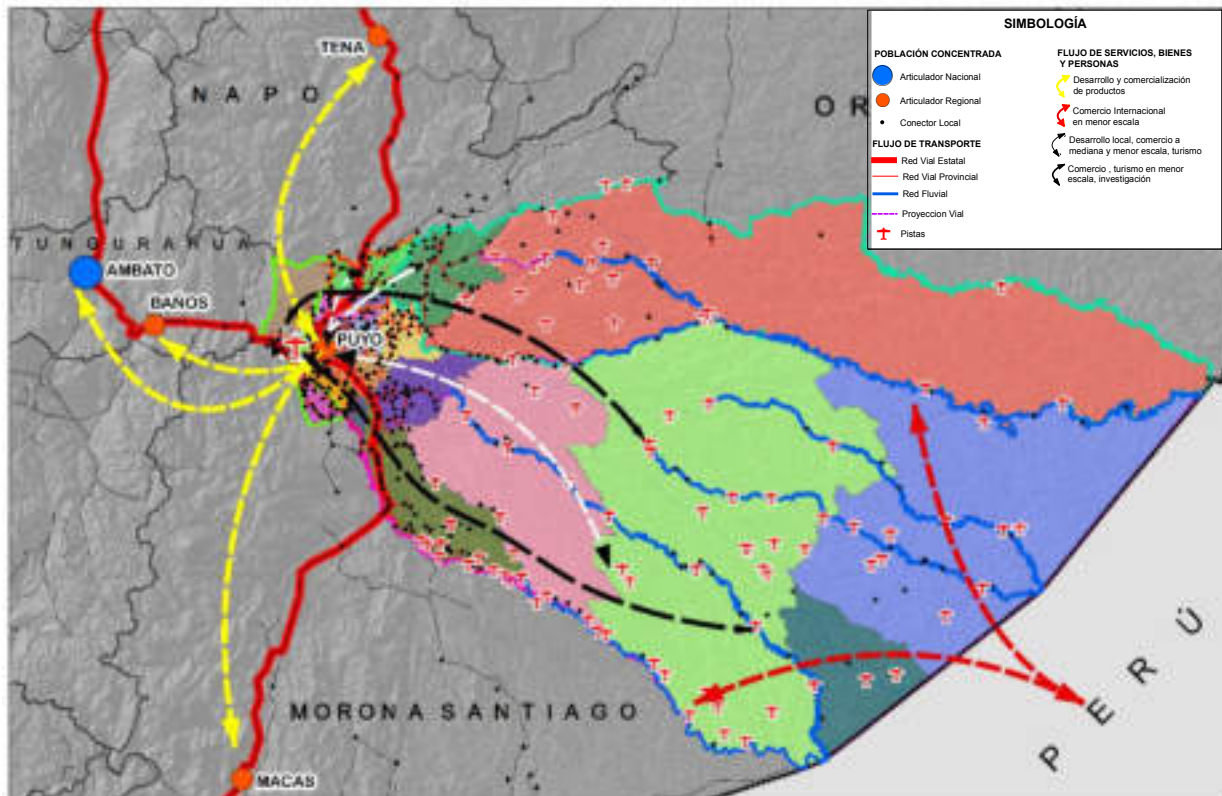 SIMBOLOGÍA
POBLACIÓN CONCENTRADA
Articulador Nacional
Articulador Regional
Conector Local
FLUJO DE TRANSPORTE
Red Vial Estatal
Red Vial Provincial
Red Fluvial
Proyeccion Vial
Pistas
FLUJO DE SERVICIOS, BIENES
Y PERSONAS
Desarrollo y comercialización
de productos
Comercio Internacional
en menor escala
Desarrollo local, comercio a
mediana y menor escala, turismo
Comercio , turismo en menor
escala, investigación
TENA
NAPO
OR
TUNGURAHUA
AMBATO
BAÑOS
PUYO
MORONA SANTIAGO
MACAS
PERÚ